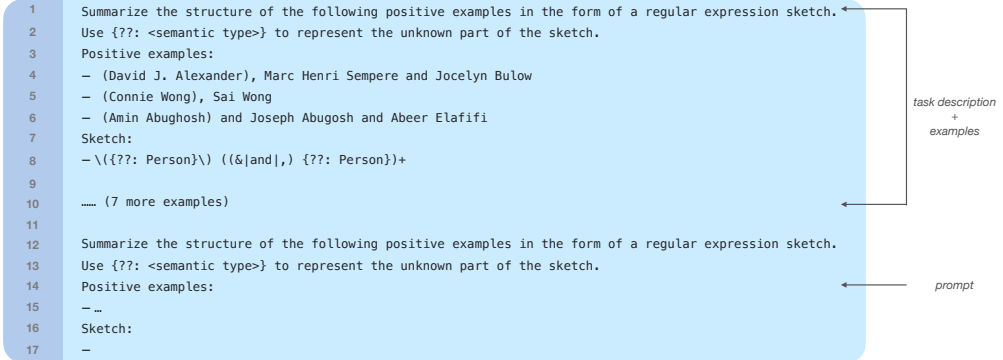 1 Summarize the structure of the following positive examples in the form of a regular expression sketch.
2 Use {??: <semantic type>} to represent the unknown part of the sketch.
3 Positive examples:
4 – (David J. Alexander), Marc Henri Sempere and Jocelyn Bulow
5 – (Connie Wong), Sai Wong
6 – (Amin Abughosh) and Joseph Abugosh and Abeer Elafifi
7 Sketch:
8 – \({??: Person}\) ((&|and|,) {??: Person})+
9
10 …… (7 more examples)
11
12 Summarize the structure of the following positive examples in the form of a regular expression sketch.
13 Use {??: <semantic type>} to represent the unknown part of the sketch.
14 Positive examples:
15 – …
16 Sketch:
17 –
task description
+
examples
prompt